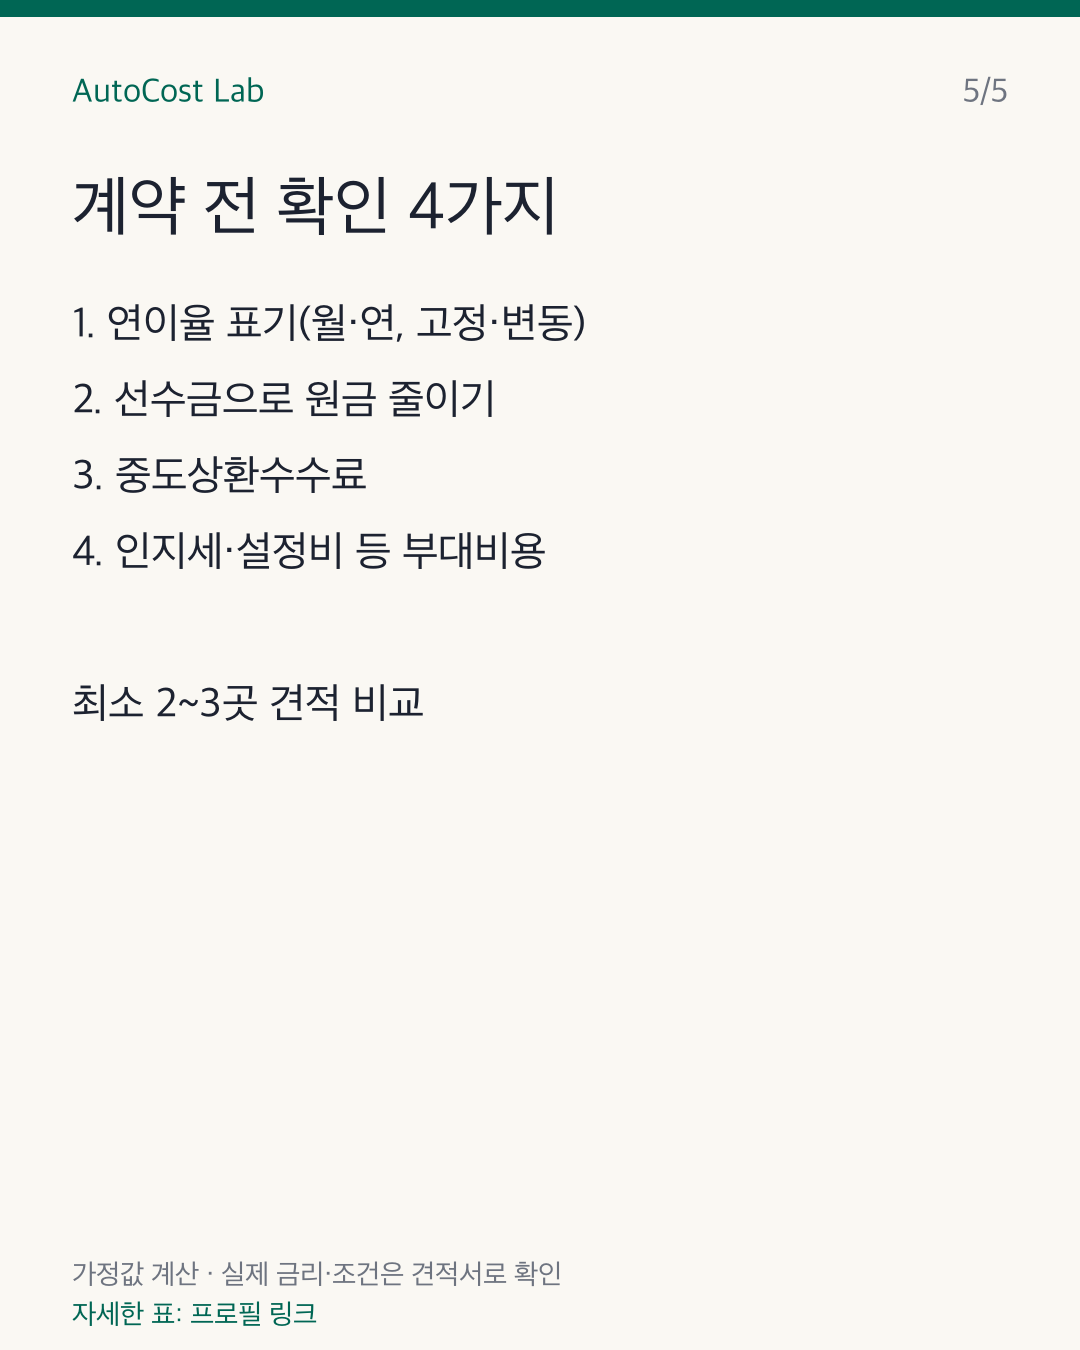 AutoCost Lab
5/5
계약 전 확인 4가지
1. 연이율 표기(월·연, 고정·변동)
2. 선수금으로 원금 줄이기
3. 중도상환수수료
4. 인지세·설정비 등 부대비용
최소 2~3곳 견적 비교
가정값 계산 · 실제 금리·조건은 견적서로 확인
자세한 표: 프로필 링크